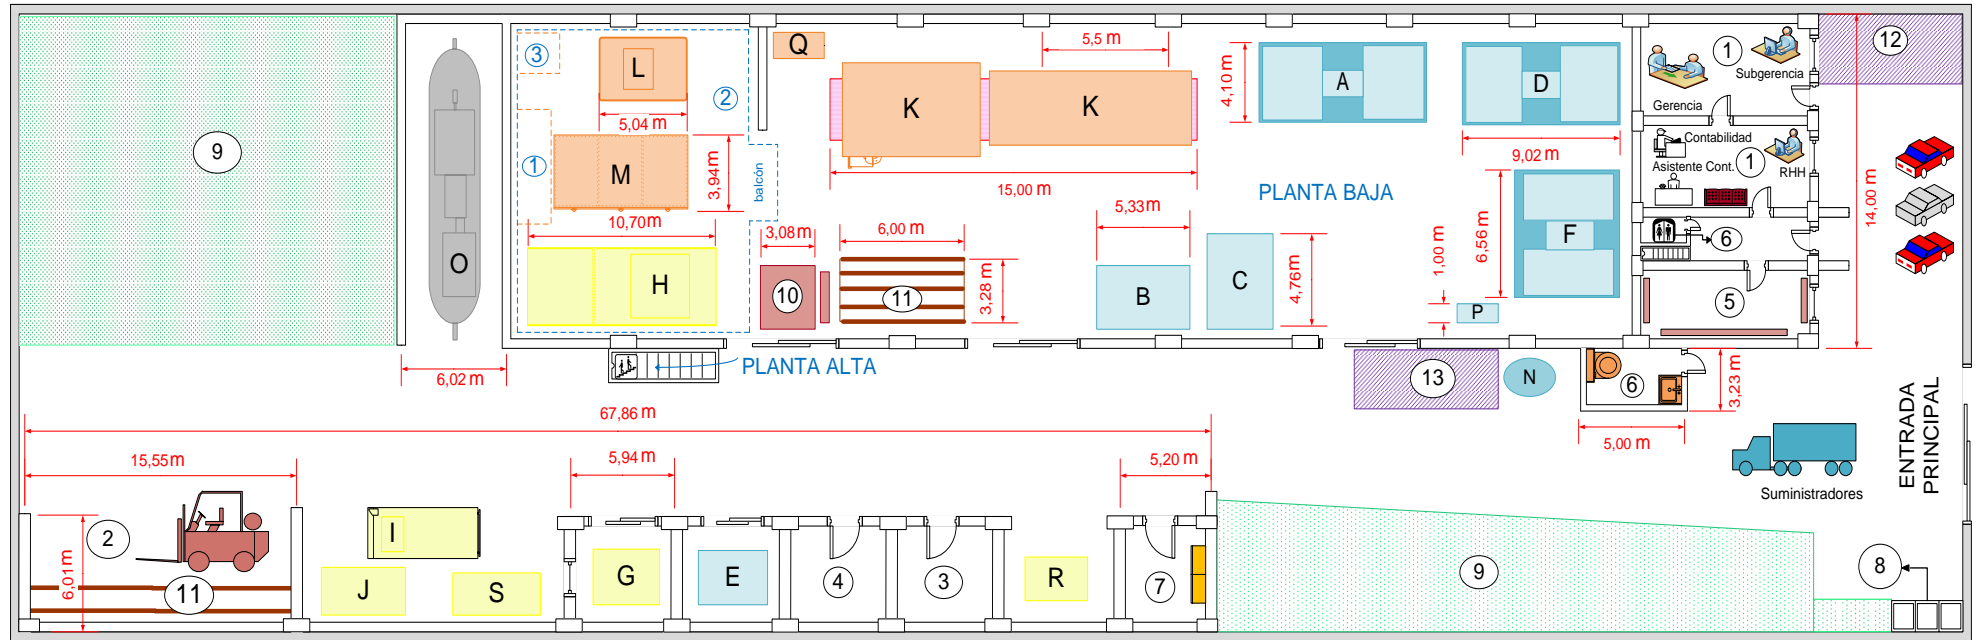 9
O
6,02 m
3
L
2
5,04 m
1
M
3,94m
balcón
10,70m
H
Q
K
K
5,5 m
15,00 m
A
4,10 m
D
9,02 m
PLANTA BAJA
1
Subgerencia
Gerencia
Contabilidad
Asistente Cont.
1
RHH
6
5
12
14,00 m
3,08m
10
6,00 m
11
3,28 m
5,33m
B
C
4,76m
1,00 m
P
6,56 m
F
PLANTA ALTA
13
N
6
3,23 m
5,00 m
ENTRADA
PRINCIPAL
Suministradores
67,86 m
15,55m
5,94 m
5,20 m
2
6,01m
11
I
J
S
G
E
4
3
R
7
9
8